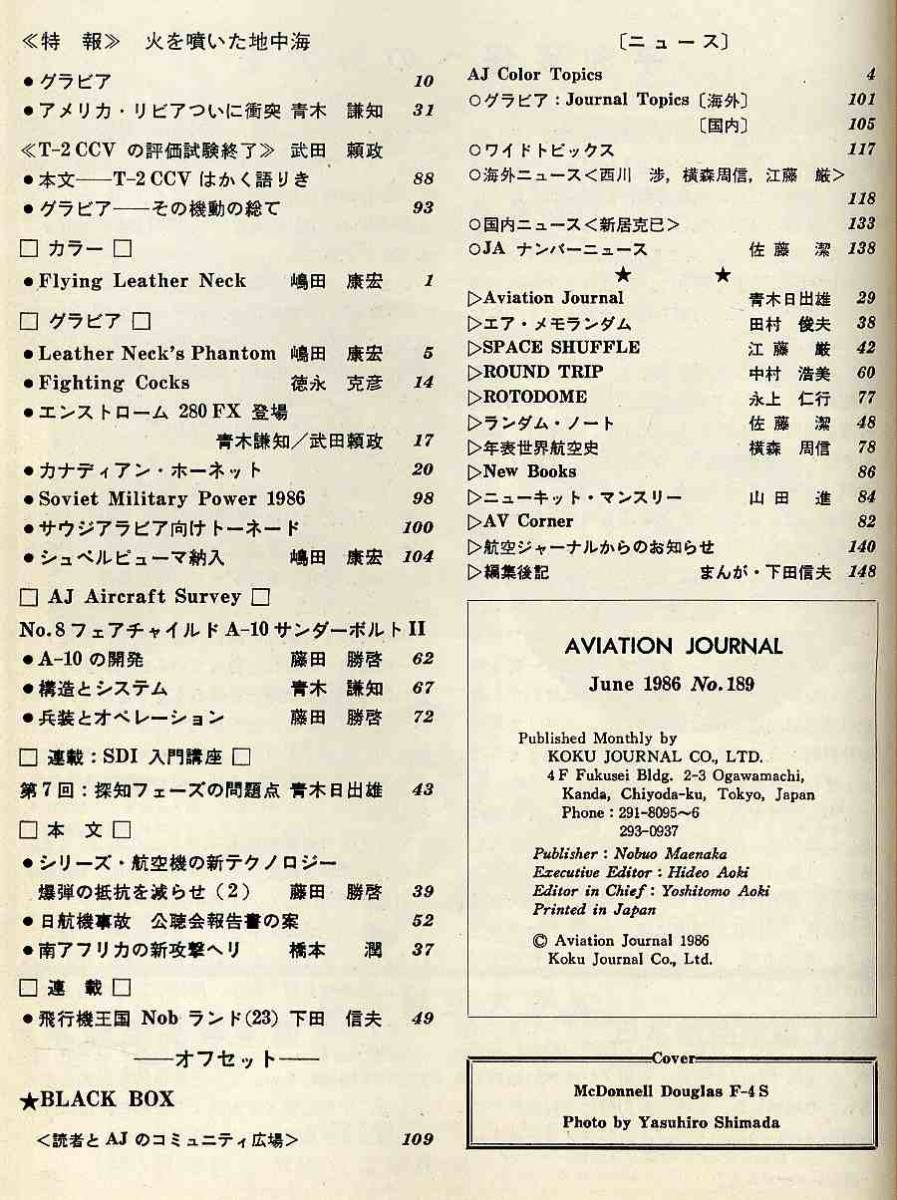 ≪特　報≫　火を噴いた地中海
●グラビア 10
●アメリカ・リビアついに衝突 青木　謙知 31
≪T-2 CCV の評価試験終了≫ 武田　頼政
●本文――T-2 CCV はかく語りき 88
●グラビア――その機動の総て 93
□ カラー □
●Flying Leather Neck 嶋田　康宏 1
□ グラビア □
●Leather Neck's Phantom 嶋田　康宏 5
●Fighting Cocks 徳永　克彦 14
●エンストローム 280 FX 登場
青木謙知／武田頼政 17
●カナディアン・ホーネット 20
●Soviet Military Power 1986 98
●サウジアラビア向けトーネード 100
●シュペルピューマ納入 嶋田　康宏 104
□ AJ Aircraft Survey □
No.8 フェアチャイルド A-10 サンダーボルト II
●A-10 の開発 藤田　勝啓 62
●構造とシステム 青木　謙知 67
●兵装とオペレーション 藤田　勝啓 72
□ 連載：SDI 入門講座 □
第7回：探知フェーズの問題点 青木日出雄 43
□ 本　文 □
●シリーズ・航空機の新テクノロジー
爆弾の抵抗を減らせ（2） 藤田　勝啓 39
●日航機事故　公聴会報告書の案 52
●南アフリカの新攻撃ヘリ 橋本　潤 37
□ 連　載 □
●飛行機王国 Nob ランド(23) 下田　信夫 49
――オフセット――
★BLACK BOX
＜読者と AJ のコミュニティ広場＞ 109
〔ニュース〕
AJ Color Topics 4
○グラビア：Journal Topics〔海外〕 101
〔国内〕 105
○ワイドトピックス 117
○海外ニュース＜西川　渉，横森周信，江藤　巌＞
118
○国内ニュース＜新居克巳＞ 133
○JA ナンバーニュース 佐藤　潔 138
★　★
▷Aviation Journal 青木日出雄 29
▷エア・メモランダム 田村　俊夫 38
▷SPACE SHUFFLE 江藤　巌 42
▷ROUND TRIP 中村　浩美 60
▷ROTODOME 永上　仁行 77
▷ランダム・ノート 佐藤　潔 48
▷年表世界航空史 横森　周信 78
▷New Books 86
▷ニューキット・マンスリー 山田　進 84
▷AV Corner 82
▷航空ジャーナルからのお知らせ 140
▷編集後記 まんが・下田信夫 148
AVIATION JOURNAL
June 1986 No.189
Published Monthly by
KOKU JOURNAL CO., LTD.
4 F Fukusei Bldg. 2-3 Ogawamachi,
Kanda, Chiyoda-ku, Tokyo, Japan
Phone : 291-8095～6
293-0937
Publisher : Nobuo Maenaka
Executive Editor : Hideo Aoki
Editor in Chief : Yoshitomo Aoki
Printed in Japan
© Aviation Journal 1986
Koku Journal Co., Ltd.
Cover
McDonnell Douglas F-4 S
Photo by Yasuhiro Shimada